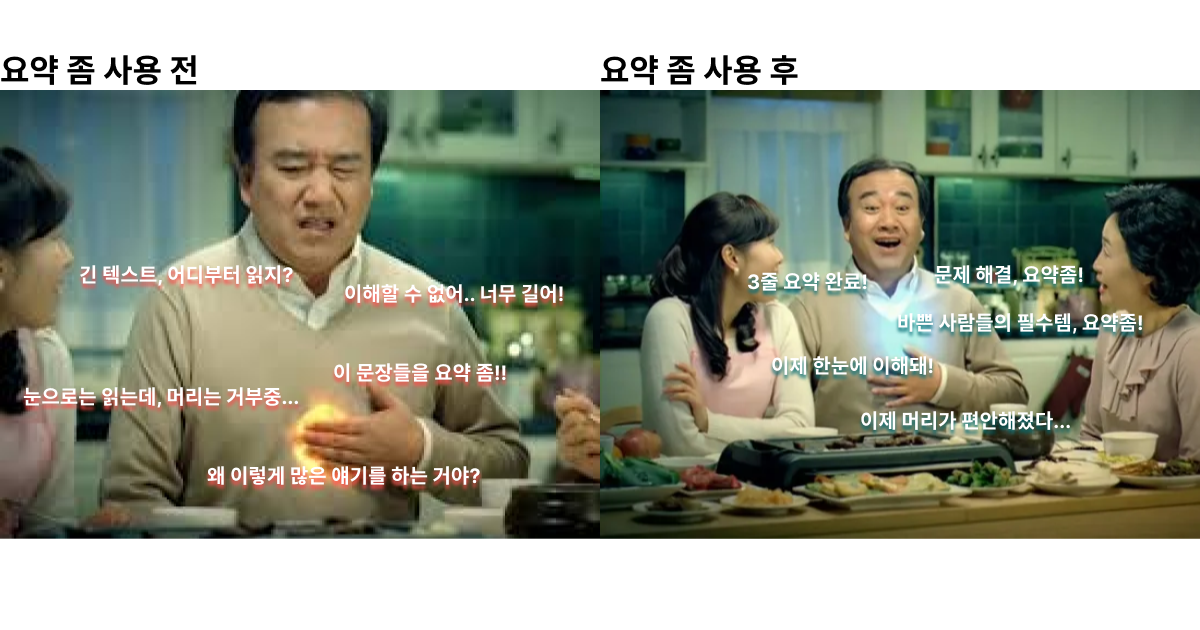 요약 좀 사용 전
긴 텍스트, 어디부터 읽지?
이해할 수 없어.. 너무 길어!
이 문장들을 요약 좀!!
눈으로는 읽는데, 머리는 거부중...
왜 이렇게 많은 얘기를 하는 거야?
요약 좀 사용 후
3줄 요약 완료!
문제 해결, 요약좀!
바쁜 사람들의 필수템, 요약좀!
이제 한눈에 이해돼!
이제 머리가 편안해졌다...